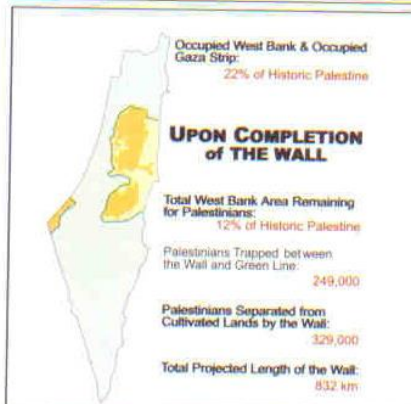 Occupied West Bank & Occupied
Gaza Strip:
22% of Historic Palestine
UPON COMPLETION
of THE WALL
Total West Bank Area Remaining
for Palestinians:
12% of Historic Palestine
Palestinians Trapped between
the Wall and Green Line:
249,000
Palestinians Separated from
Cultivated Lands by the Wall:
329,000
Total Projected Length of the Wall:
832 km